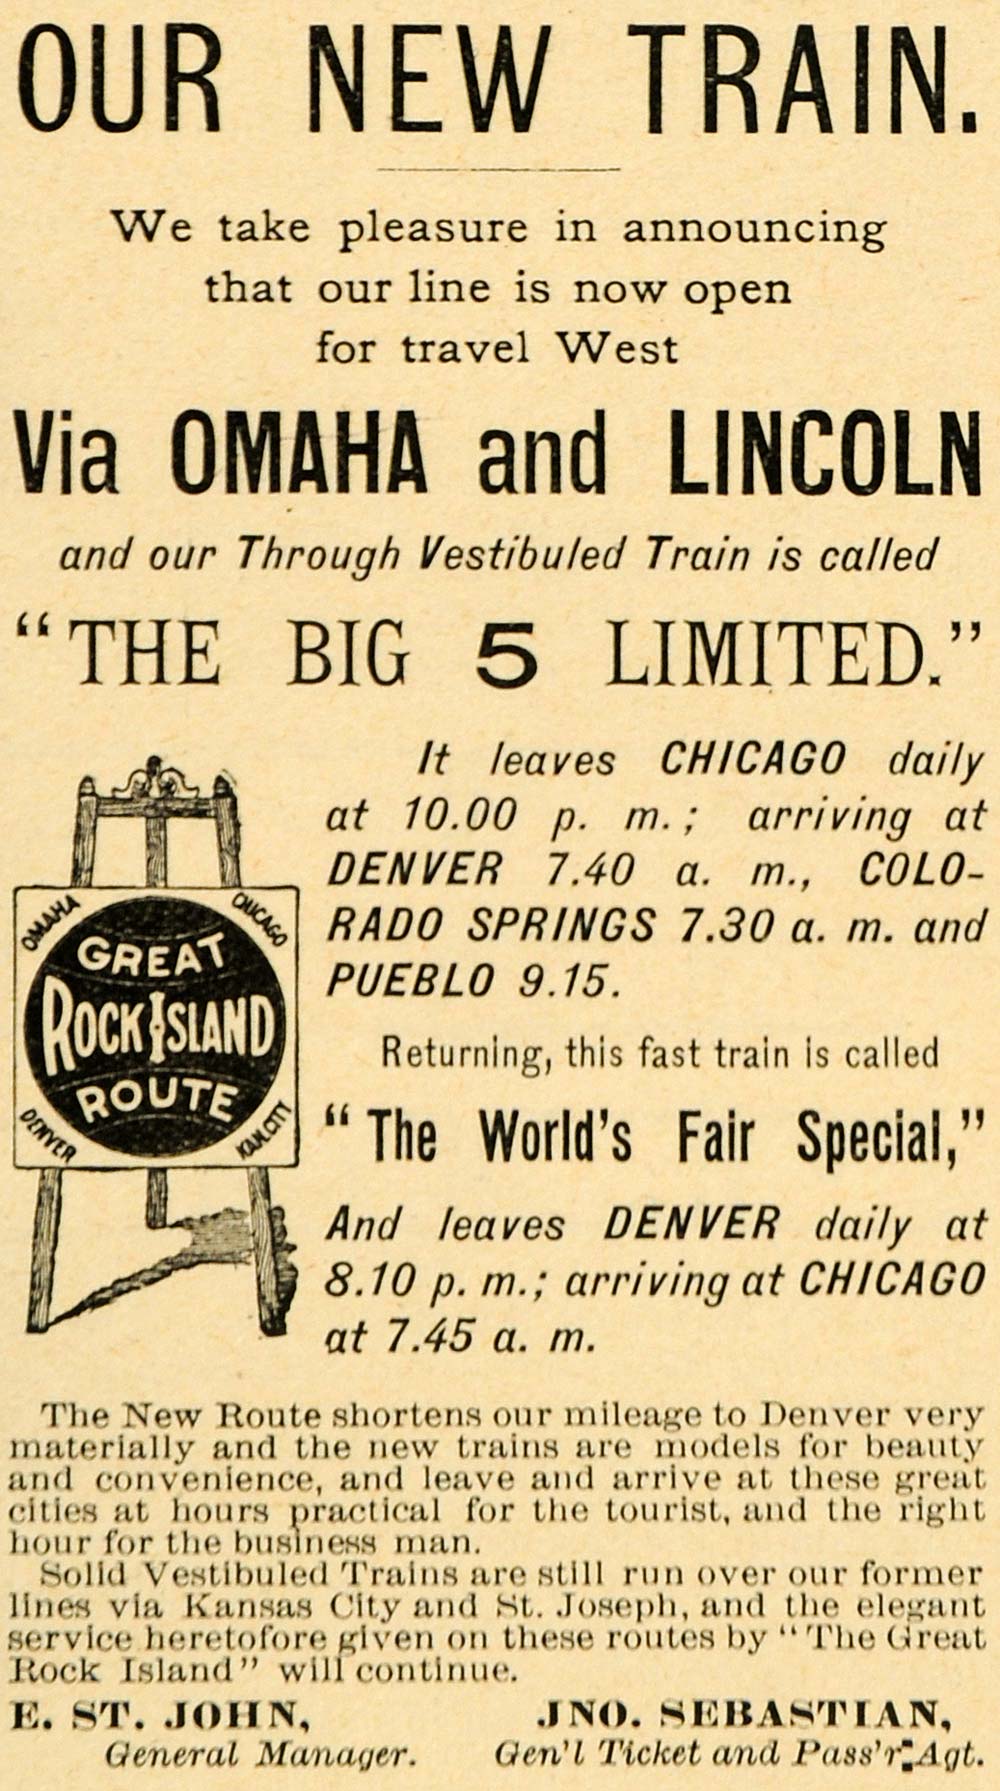 OUR NEW TRAIN.
We take pleasure in announcing
that our line is now open
for travel West
Via OMAHA and LINCOLN
and our Through Vestibuled Train is called
"THE BIG 5 LIMITED."
It leaves CHICAGO daily
at 10.00 p. m.; arriving at
DENVER 7.40 a. m., COLO-
RADO SPRINGS 7.30 a. m. and
PUEBLO 9.15.
OMAHA
CHICAGO
GREAT
ROCK ISLAND
ROUTE
DENVER
KAN. CITY
Returning, this fast train is called
"The World's Fair Special,"
And leaves DENVER daily at
8.10 p. m.; arriving at CHICAGO
at 7.45 a. m.
The New Route shortens our mileage to Denver very
materially and the new trains are models for beauty
and convenience, and leave and arrive at these great
cities at hours practical for the tourist, and the right
hour for the business man.
Solid Vestibuled Trains are still run over our former
lines via Kansas City and St. Joseph, and the elegant
service heretofore given on these routes by "The Great
Rock Island" will continue.
E. ST. JOHN,
General Manager.
JNO. SEBASTIAN,
Gen'l Ticket and Pass'r Agt.